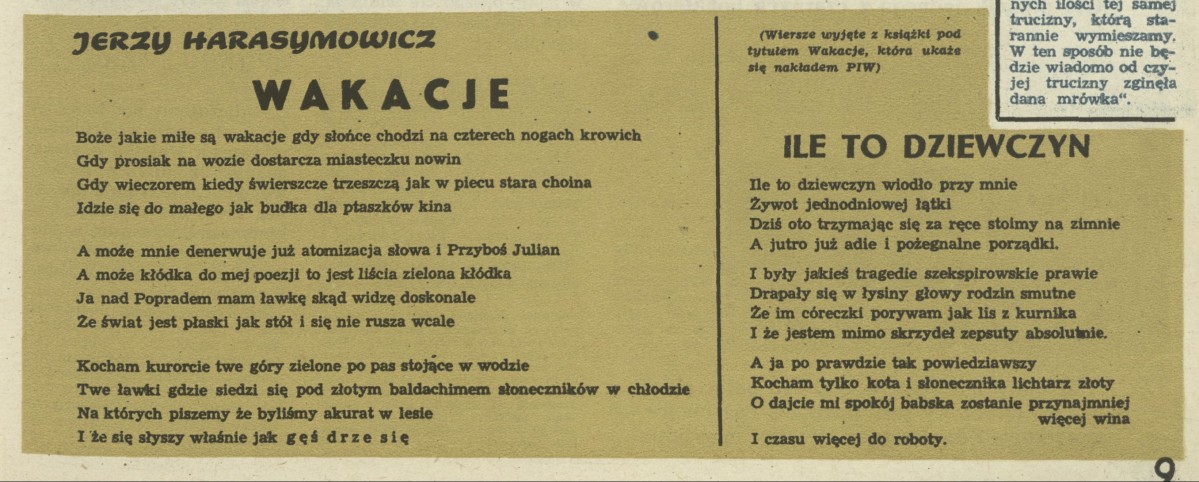 JERZY HARASYMOWICZ
WAKACJE
Boże jakie miłe są wakacje gdy słońce chodzi na czterech nogach krowich
Gdy prosiak na wozie dostarcza miasteczku nowin
Gdy wieczorem kiedy świerszcze trzeszczą jak w piecu stara choina
Idzie się do małego jak budka dla ptaszków kina
A może mnie denerwuje już atomizacja słowa i Przyboś Julian
A może kłódka do mej poezji to jest liścia zielona kłódka
Ja nad Popradem mam ławkę skąd widzę doskonale
Że świat jest płaski jak stół i się nie rusza wcale
Kocham kurorcie twe góry zielone po pas stojące w wodzie
Twe ławki gdzie siedzi się pod złotym baldachimem słoneczników w chłodzie
Na których piszemy że byliśmy akurat w lesie
I że się słyszy właśnie jak gęś drze się
(Wiersze wyjęte z książki pod
tytułem Wakacje, która ukaże
się nakładem PIW)
ILE TO DZIEWCZYN
Ile to dziewczyn wiodło przy mnie
Żywot jednodniowej łątki
Dziś oto trzymając się za ręce stoimy na zimnie
A jutro już adie i pożegnalne porządki.
I były jakieś tragedie szekspirowskie prawie
Drapały się w łysiny głowy rodzin smutne
Że im córeczki porywam jak lis z kurnika
I że jestem mimo skrzydeł zepsuty absolutnie.
A ja po prawdzie tak powiedziawszy
Kocham tylko kota i słonecznika lichtarz złoty
O dajcie mi spokój babska zostanie przynajmniej
więcej wina
I czasu więcej do roboty.
nych ilości tej samej
trucizny, którą sta-
rannie wymieszamy.
W ten sposób nie bę-
dzie wiadomo od czy-
jej trucizny zginęła
dana mrówka“.
9